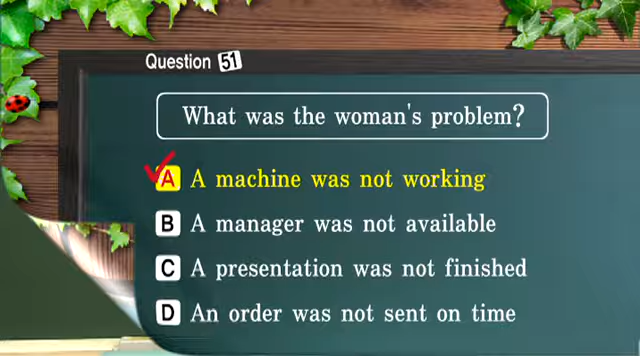 Question 51
What was the woman's problem?
A A machine was not working
B A manager was not available
C A presentation was not finished
D An order was not sent on time